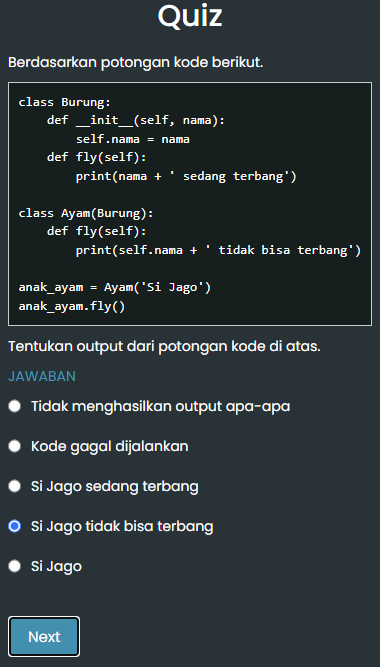 Quiz
Berdasarkan potongan kode berikut.
class Burung:
    def __init__(self, nama):
        self.nama = nama
    def fly(self):
        print(nama + ' sedang terbang')
class Ayam(Burung):
    def fly(self):
        print(self.nama + ' tidak bisa terbang')
anak_ayam = Ayam('Si Jago')
anak_ayam.fly()
Tentukan output dari potongan kode di atas.
JAWABAN
Tidak menghasilkan output apa-apa
Kode gagal dijalankan
Si Jago sedang terbang
Si Jago tidak bisa terbang
Si Jago
Next